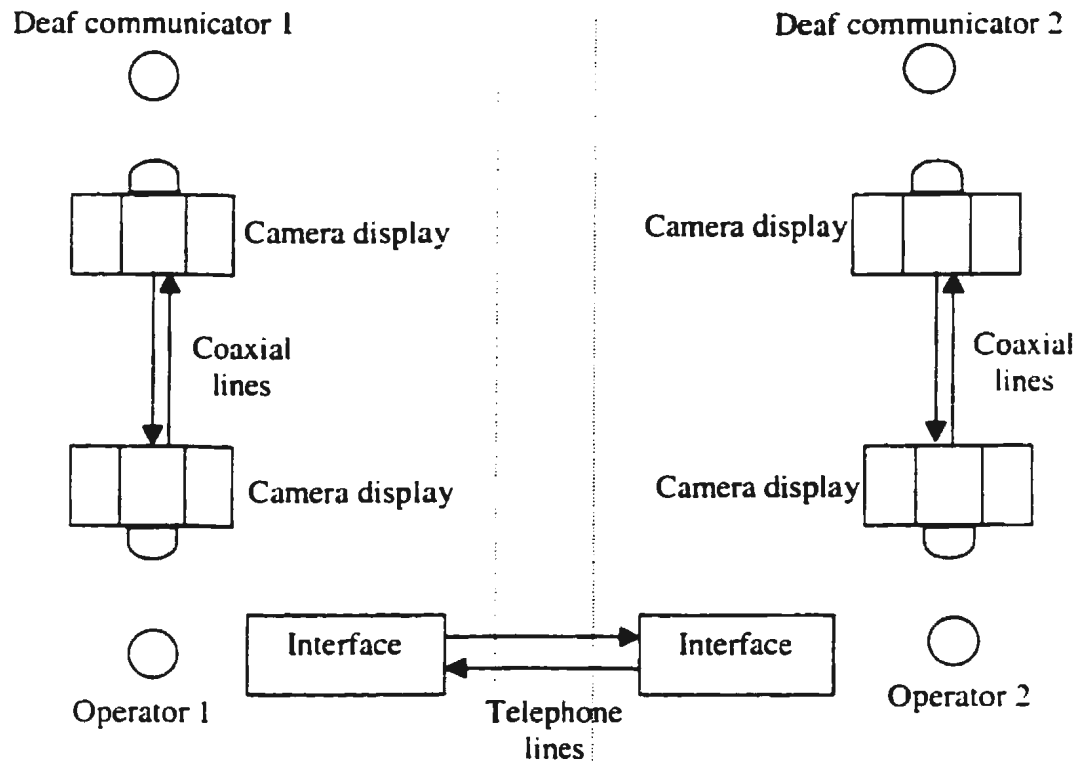 Deaf communicator 1
Deaf communicator 2
Camera display
Camera display
Coaxial
lines
Coaxial
lines
Camera display
Camera display
Interface
Interface
Operator 1
Telephone
lines
Operator 2